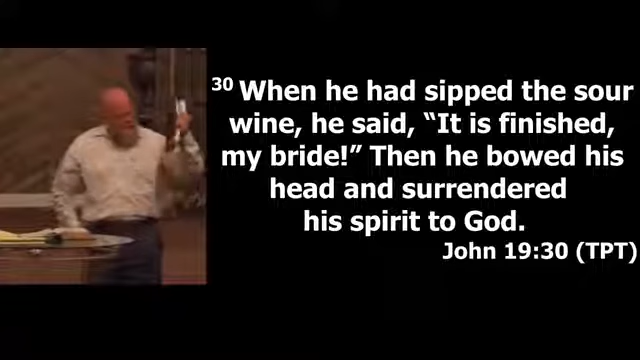 30 When he had sipped the sour
wine, he said, “It is finished,
my bride!” Then he bowed his
head and surrendered
his spirit to God.
John 19:30 (TPT)